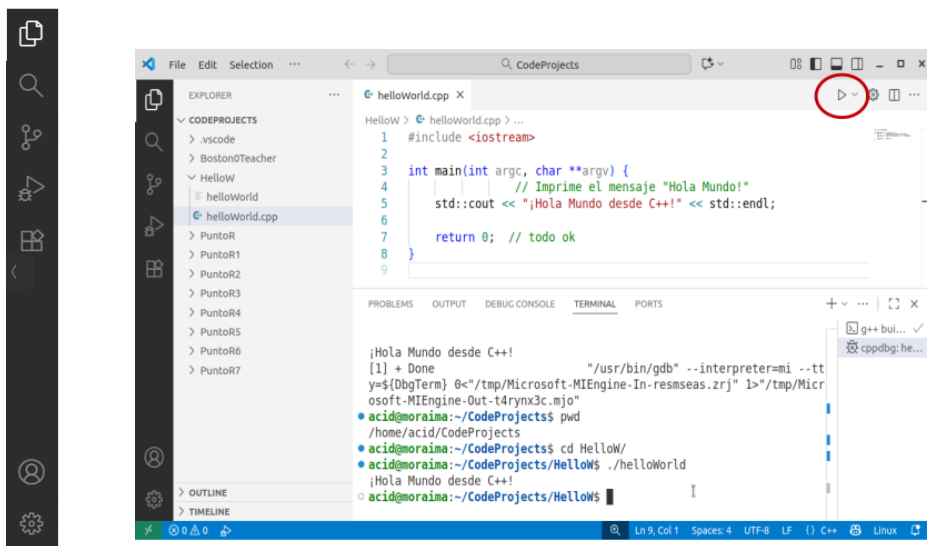 File Edit Selection ··· CodeProjects
EXPLORER ···
CODEPROJECTS
.vscode
Boston0Teacher
HelloW
helloWorld
helloWorld.cpp
PuntoR
PuntoR1
PuntoR2
PuntoR3
PuntoR4
PuntoR5
PuntoR6
PuntoR7
OUTLINE
TIMELINE
helloWorld.cpp ×
HelloW > helloWorld.cpp > ...
1 #include <iostream>
2
3 int main(int argc, char **argv) {
4 // Imprime el mensaje "Hola Mundo!"
5 std::cout << "¡Hola Mundo desde C++!" << std::endl;
6
7 return 0; // todo ok
8 }
9
PROBLEMS OUTPUT DEBUG CONSOLE TERMINAL PORTS
g++ bui...
cppdbg: he...
¡Hola Mundo desde C++!
[1] + Done "/usr/bin/gdb" --interpreter=mi --tt
y=${DbgTerm} 0<"/tmp/Microsoft-MIEngine-In-resmseas.zrj" 1>"/tmp/Micr
osoft-MIEngine-Out-t4rynx3c.mjo"
acid@moraima:~/CodeProjects$ pwd
/home/acid/CodeProjects
acid@moraima:~/CodeProjects$ cd HelloW/
acid@moraima:~/CodeProjects/HelloW$ ./helloWorld
¡Hola Mundo desde C++!
acid@moraima:~/CodeProjects/HelloW$
0 0 Ln 9, Col 1 Spaces: 4 UTF-8 LF {} C++ Linux